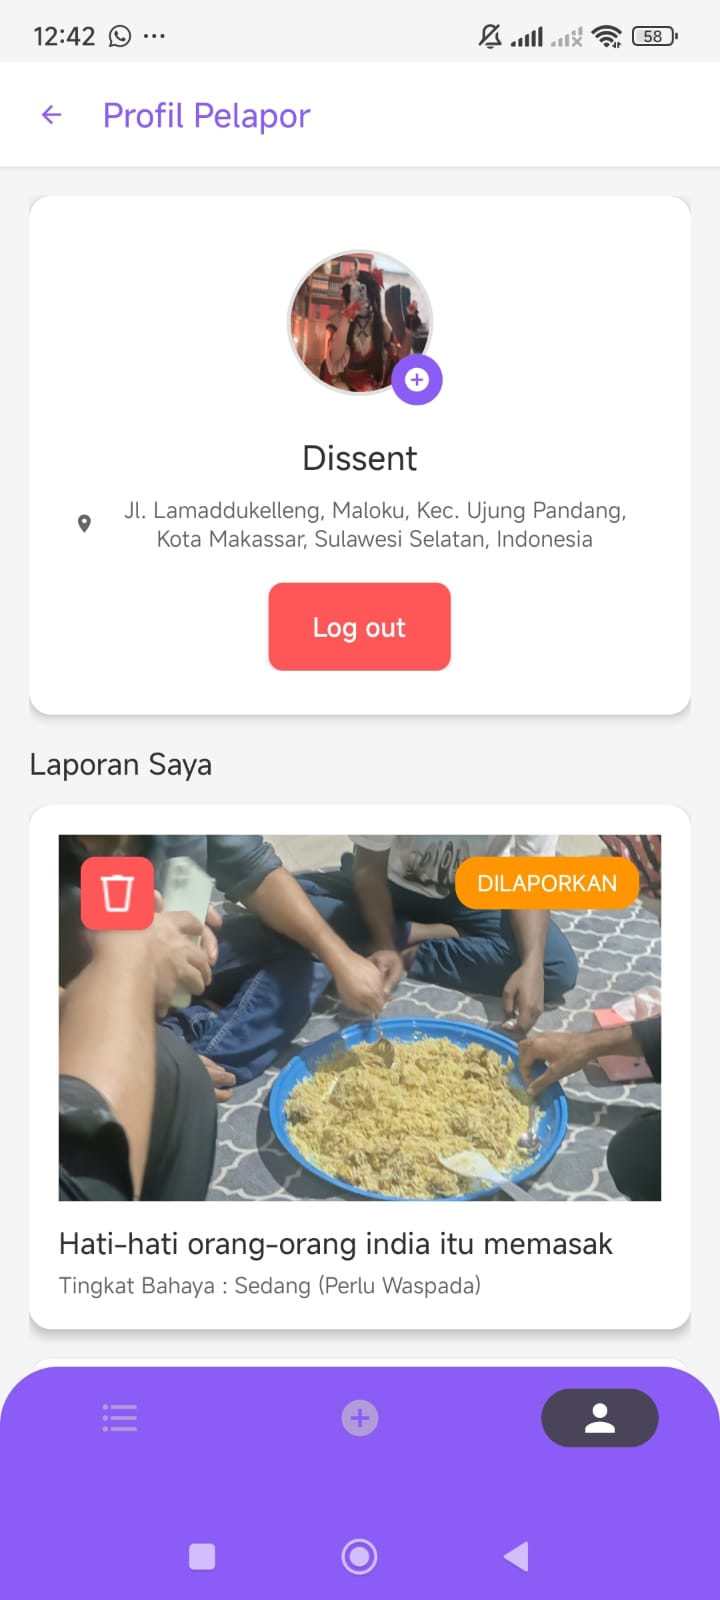 12:42
58
Profil Pelapor
Dissent
Jl. Lamaddukelleng, Maloku, Kec. Ujung Pandang,
Kota Makassar, Sulawesi Selatan, Indonesia
Log out
Laporan Saya
DILAPORKAN
Hati-hati orang-orang india itu memasak
Tingkat Bahaya : Sedang (Perlu Waspada)